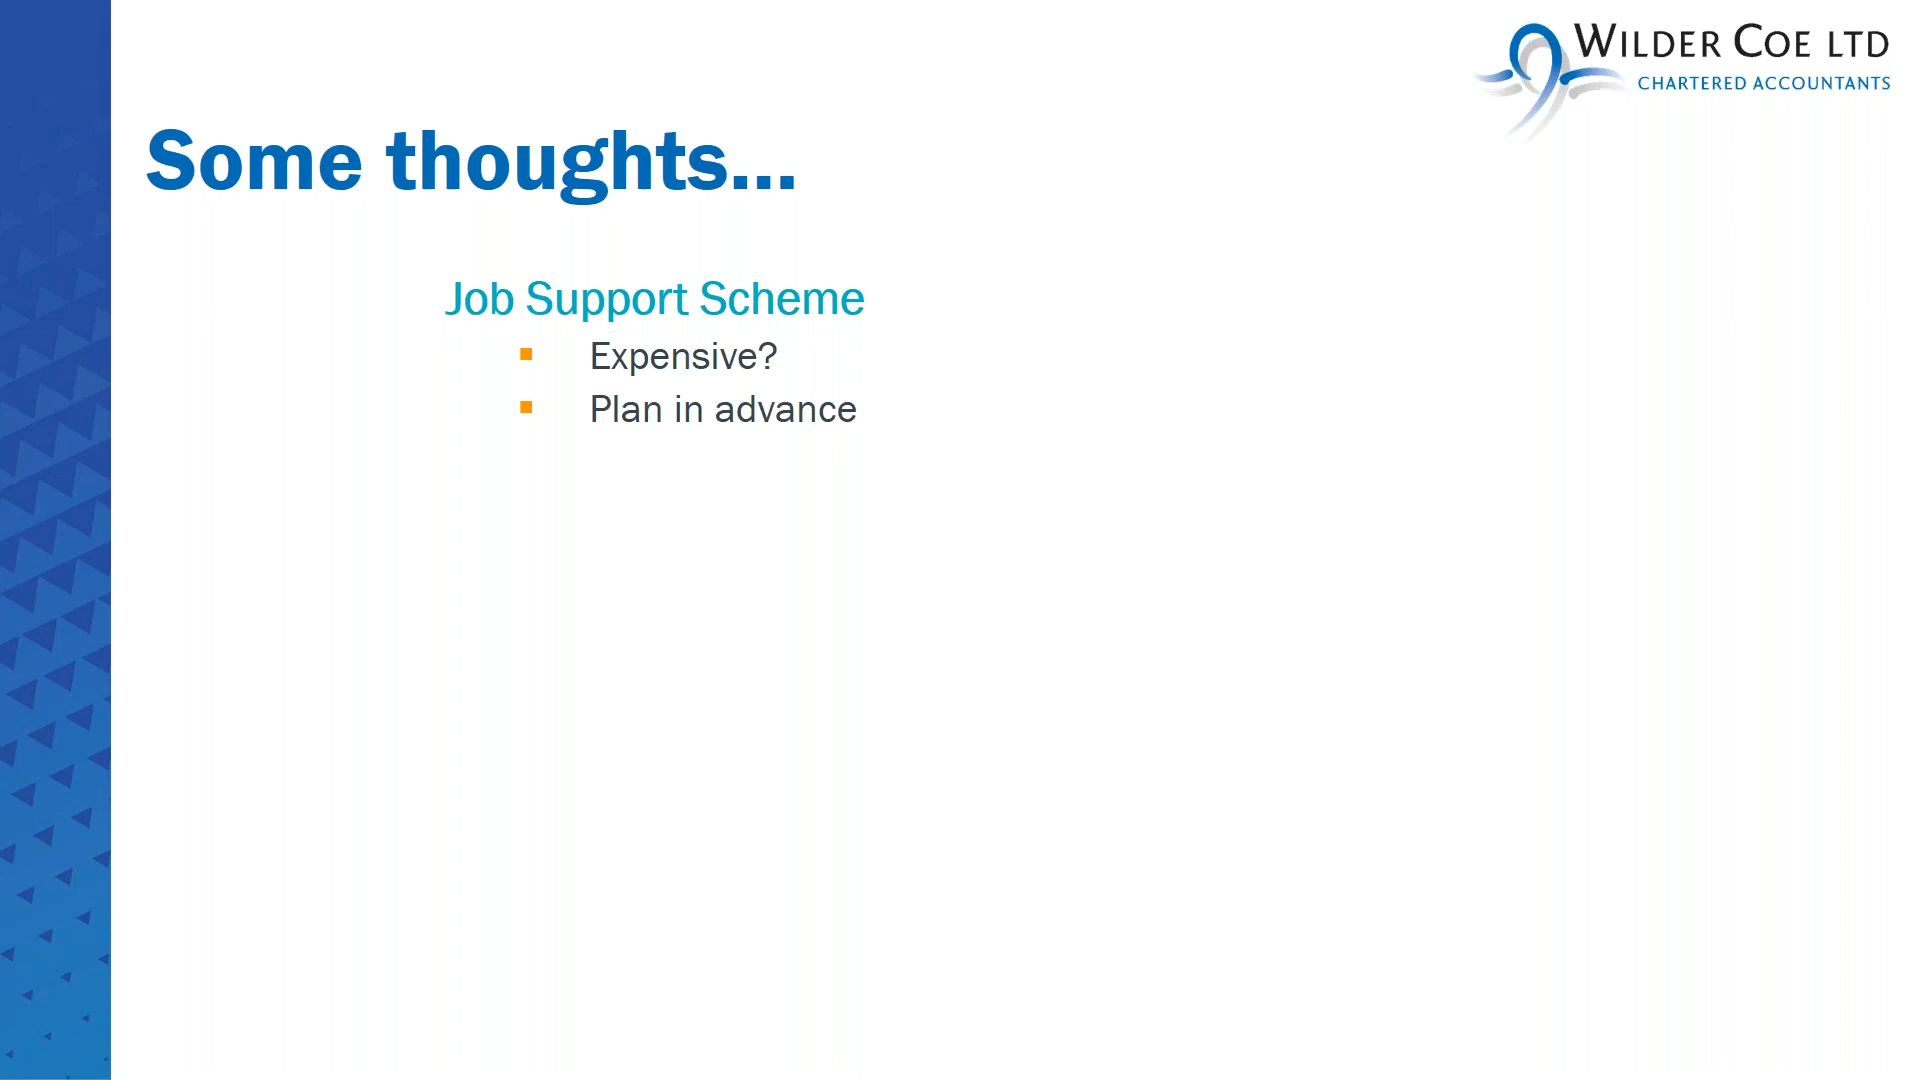 WILDER COE LTD
CHARTERED ACCOUNTANTS
Some thoughts...
Job Support Scheme
Expensive?
Plan in advance